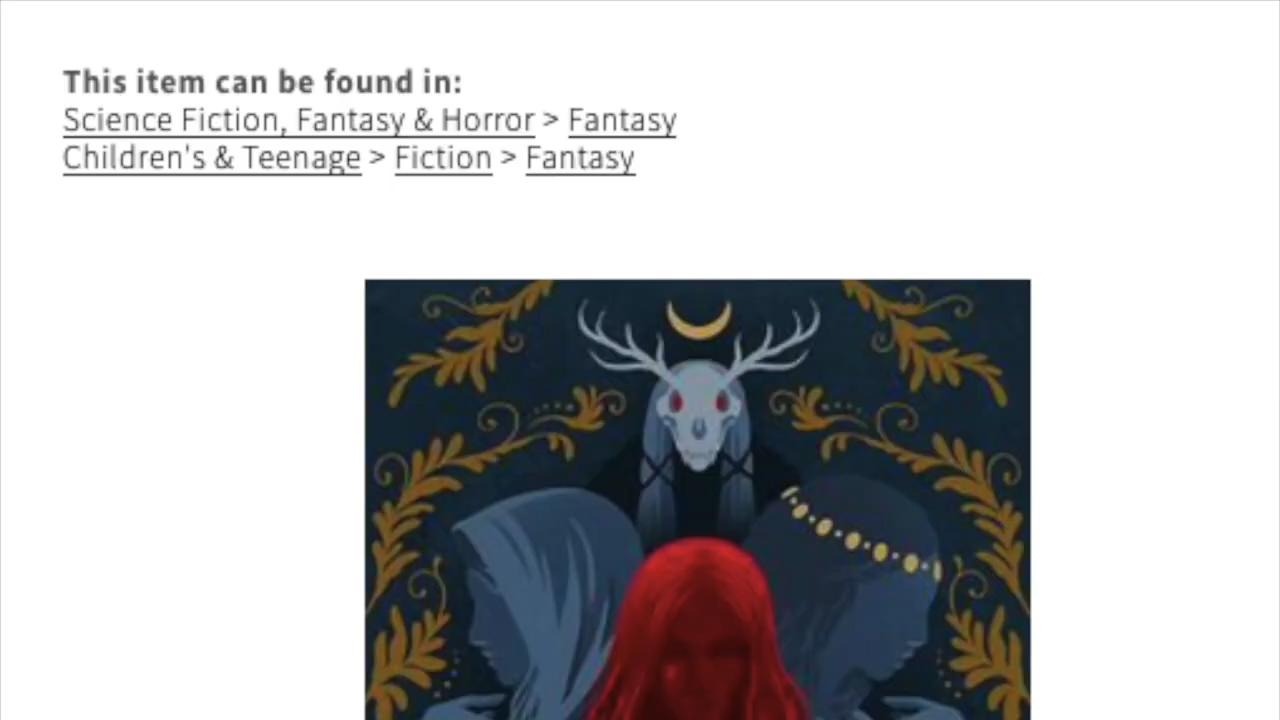 This item can be found in:
Science Fiction, Fantasy & Horror > Fantasy
Children's & Teenage > Fiction > Fantasy